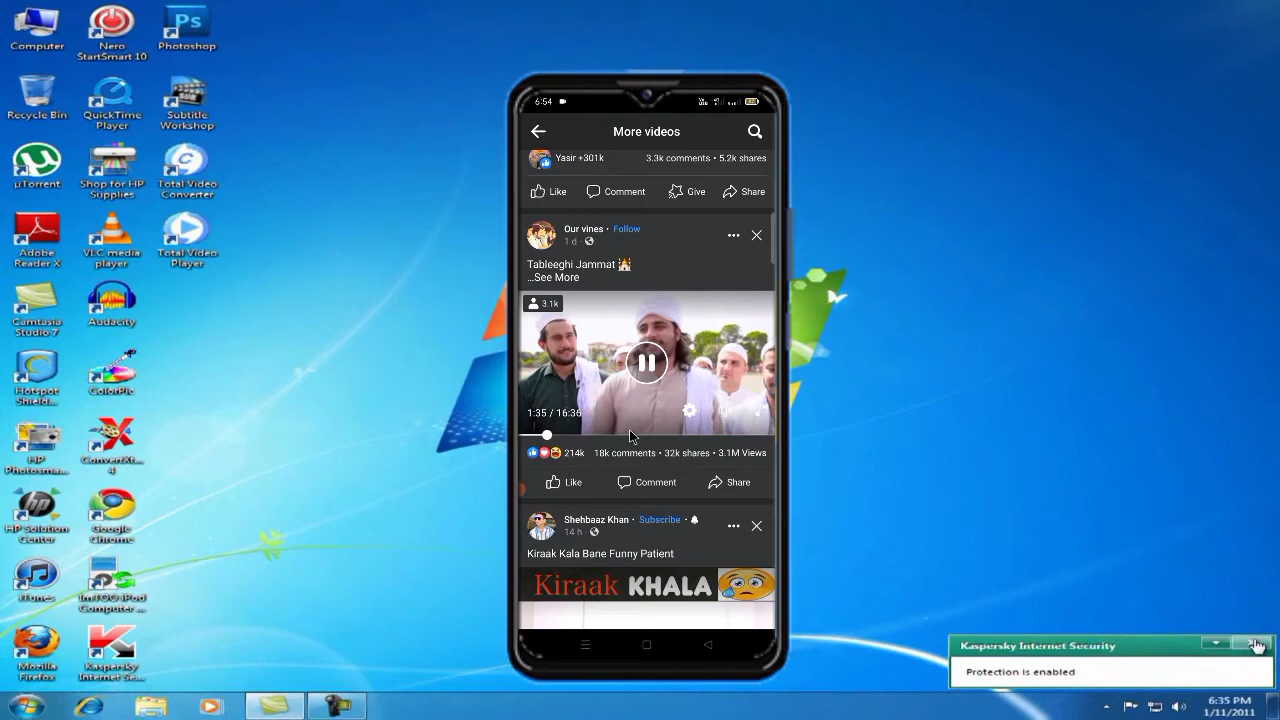 Computer
Nero
StartSmart 10
Photoshop
Recycle Bin
QuickTime
Player
Subtitle
Workshop
µTorrent
Shop for HP
Supplies
Total Video
Converter
Adobe
Reader X
VLC media
player
Total Video
Player
Camtasia
Studio 7
Audacity
Hotspot
Shield...
ColorPic
HP
Photosma...
ConvertXt...
4
HP Solution
Center
Google
Chrome
iTunes
ImTOO iPod
Computer ...
Mozilla
Firefox
Kaspersky
Internet Se...
Ps
6:54
More videos
Yasir +301k 3.3k comments • 5.2k shares
Like Comment Give Share
Our vines • Follow
1 d •
Tableeghi Jammat 🕌
...See More
3.1k
1:35 / 16:36
214k 18k comments • 32k shares • 3.1M Views
Like Comment Share
Shehbaaz Khan • Subscribe •
14 h •
Kiraak Kala Bane Funny Patient
Kiraak KHALA
Kaspersky Internet Security
Protection is enabled
6:35 PM
1/11/2011